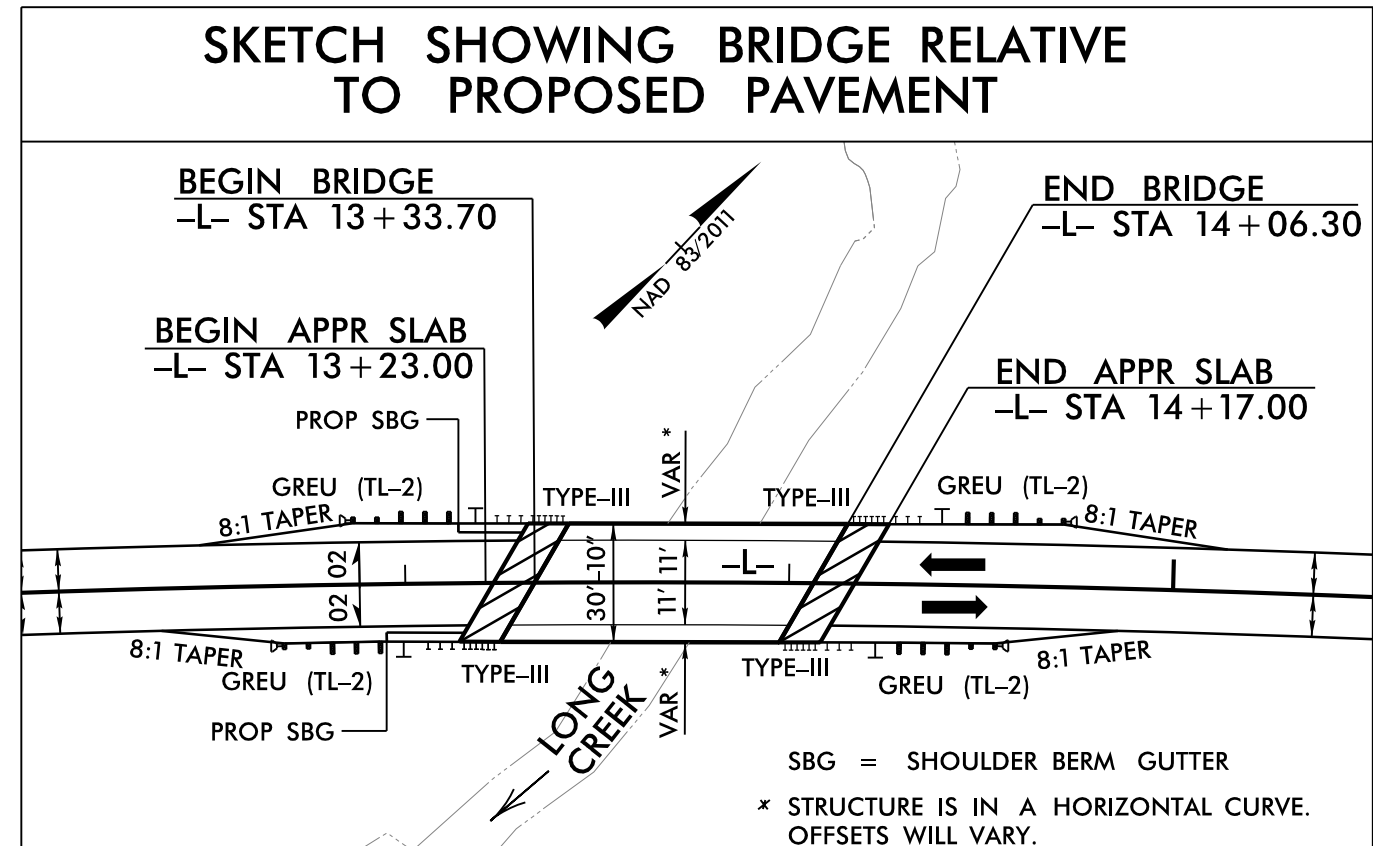 SKETCH SHOWING BRIDGE RELATIVE
TO PROPOSED PAVEMENT
BEGIN BRIDGE
-L- STA 13+33.70
END BRIDGE
-L- STA 14+06.30
NAD 83/2011
BEGIN APPR SLAB
-L- STA 13+23.00
END APPR SLAB
-L- STA 14+17.00
PROP SBG
VAR *
GREU (TL-2)
TYPE-III
TYPE-III
GREU (TL-2)
8:1 TAPER
8:1 TAPER
02 02
30'-10"
11' 11'
-L-
8:1 TAPER
GREU (TL-2)
TYPE-III
TYPE-III
GREU (TL-2)
8:1 TAPER
PROP SBG
LONG
CREEK
VAR *
SBG = SHOULDER BERM GUTTER
* STRUCTURE IS IN A HORIZONTAL CURVE.
OFFSETS WILL VARY.